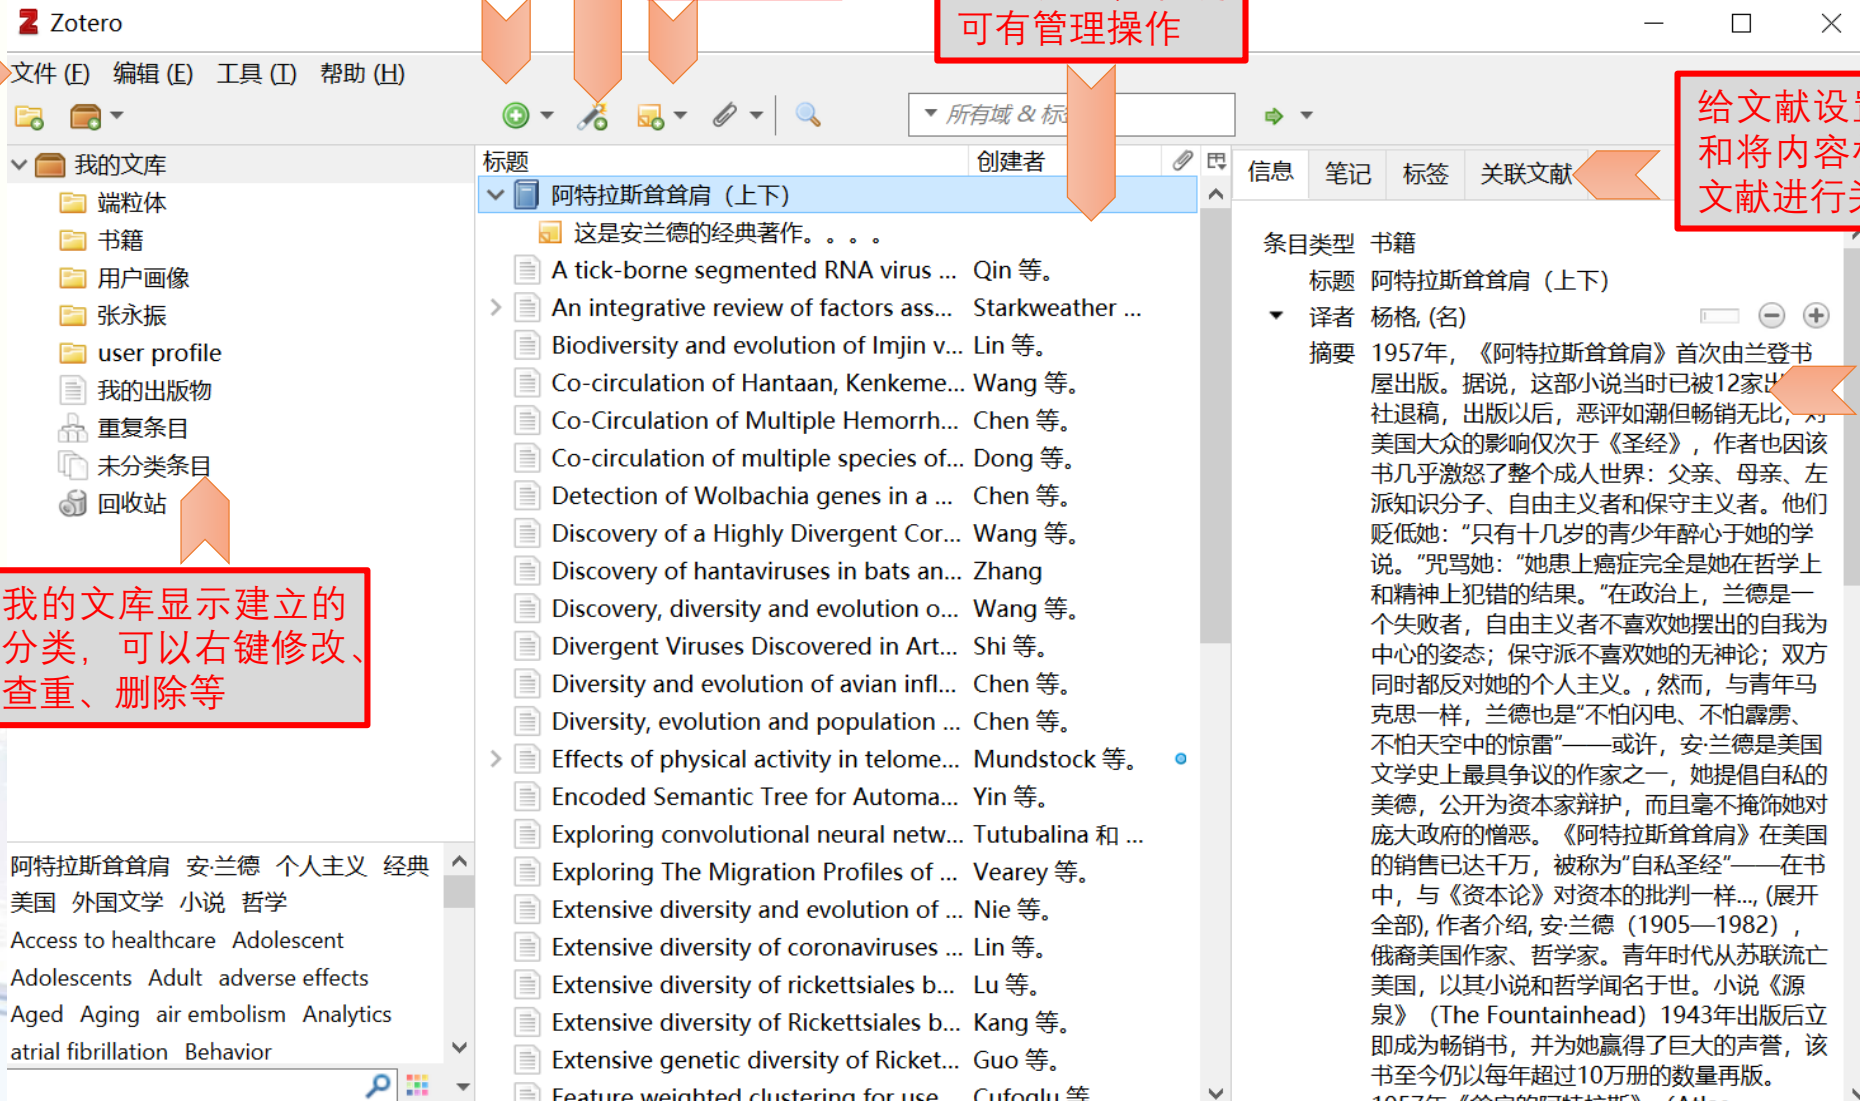 Zotero
可有管理操作
文件 (F) 编辑 (E) 工具 (T) 帮助 (H)
所有域 & 标
给文献设
和将内容
文献进行
我的文库
端粒体
书籍
用户画像
张永振
user profile
我的出版物
重复条目
未分类条目
回收站
我的文库显示建立的
分类，可以右键修改、
查重、删除等
阿特拉斯耸耸肩 安·兰德 个人主义 经典
美国 外国文学 小说 哲学
Access to healthcare Adolescent
Adolescents Adult adverse effects
Aged Aging air embolism Analytics
atrial fibrillation Behavior
标题 创建者
阿特拉斯耸耸肩（上下）
这是安兰德的经典著作。。。。
A tick-borne segmented RNA virus ... Qin 等。
An integrative review of factors ass... Starkweather ...
Biodiversity and evolution of Imjin v... Lin 等。
Co-circulation of Hantaan, Kenkeme... Wang 等。
Co-Circulation of Multiple Hemorrh... Chen 等。
Co-circulation of multiple species of... Dong 等。
Detection of Wolbachia genes in a ... Chen 等。
Discovery of a Highly Divergent Cor... Wang 等。
Discovery of hantaviruses in bats an... Zhang
Discovery, diversity and evolution o... Wang 等。
Divergent Viruses Discovered in Art... Shi 等。
Diversity and evolution of avian infl... Chen 等。
Diversity, evolution and population ... Chen 等。
Effects of physical activity in telome... Mundstock 等。
Encoded Semantic Tree for Automa... Yin 等。
Exploring convolutional neural netw... Tutubalina 和 ...
Exploring The Migration Profiles of ... Vearey 等。
Extensive diversity and evolution of ... Nie 等。
Extensive diversity of coronaviruses ... Lin 等。
Extensive diversity of rickettsiales b... Lu 等。
Extensive diversity of Rickettsiales b... Kang 等。
Extensive genetic diversity of Ricket... Guo 等。
Feature weighted clustering for use... Cufoglu 等
信息 笔记 标签 关联文献
条目类型 书籍
标题 阿特拉斯耸耸肩（上下）
译者 杨格, (名)
摘要 1957年，《阿特拉斯耸耸肩》首次由兰登书
屋出版。据说，这部小说当时已被12家出
社退稿，出版以后，恶评如潮但畅销无比，对
美国大众的影响仅次于《圣经》，作者也因该
书几乎激怒了整个成人世界：父亲、母亲、左
派知识分子、自由主义者和保守主义者。他们
贬低她：“只有十几岁的青少年醉心于她的学
说。”咒骂她：“她患上癌症完全是她在哲学上
和精神上犯错的结果。“在政治上，兰德是一
个失败者，自由主义者不喜欢她摆出的自我为
中心的姿态；保守派不喜欢她的无神论；双方
同时都反对她的个人主义。, 然而，与青年马
克思一样，兰德也是“不怕闪电、不怕霹雳、
不怕天空中的惊雷”——或许，安·兰德是美国
文学史上最具争议的作家之一，她提倡自私的
美德，公开为资本家辩护，而且毫不掩饰她对
庞大政府的憎恶。《阿特拉斯耸耸肩》在美国
的销售已达千万，被称为“自私圣经”——在书
中，与《资本论》对资本的批判一样..., (展开
全部), 作者介绍, 安·兰德（1905—1982），
俄裔美国作家、哲学家。青年时代从苏联流亡
美国，以其小说和哲学闻名于世。小说《源
泉》（The Fountainhead）1943年出版后立
即成为畅销书，并为她赢得了巨大的声誉，该
书至今仍以每年超过10万册的数量再版。
1957年《耸肩的阿特拉斯》（Atlas